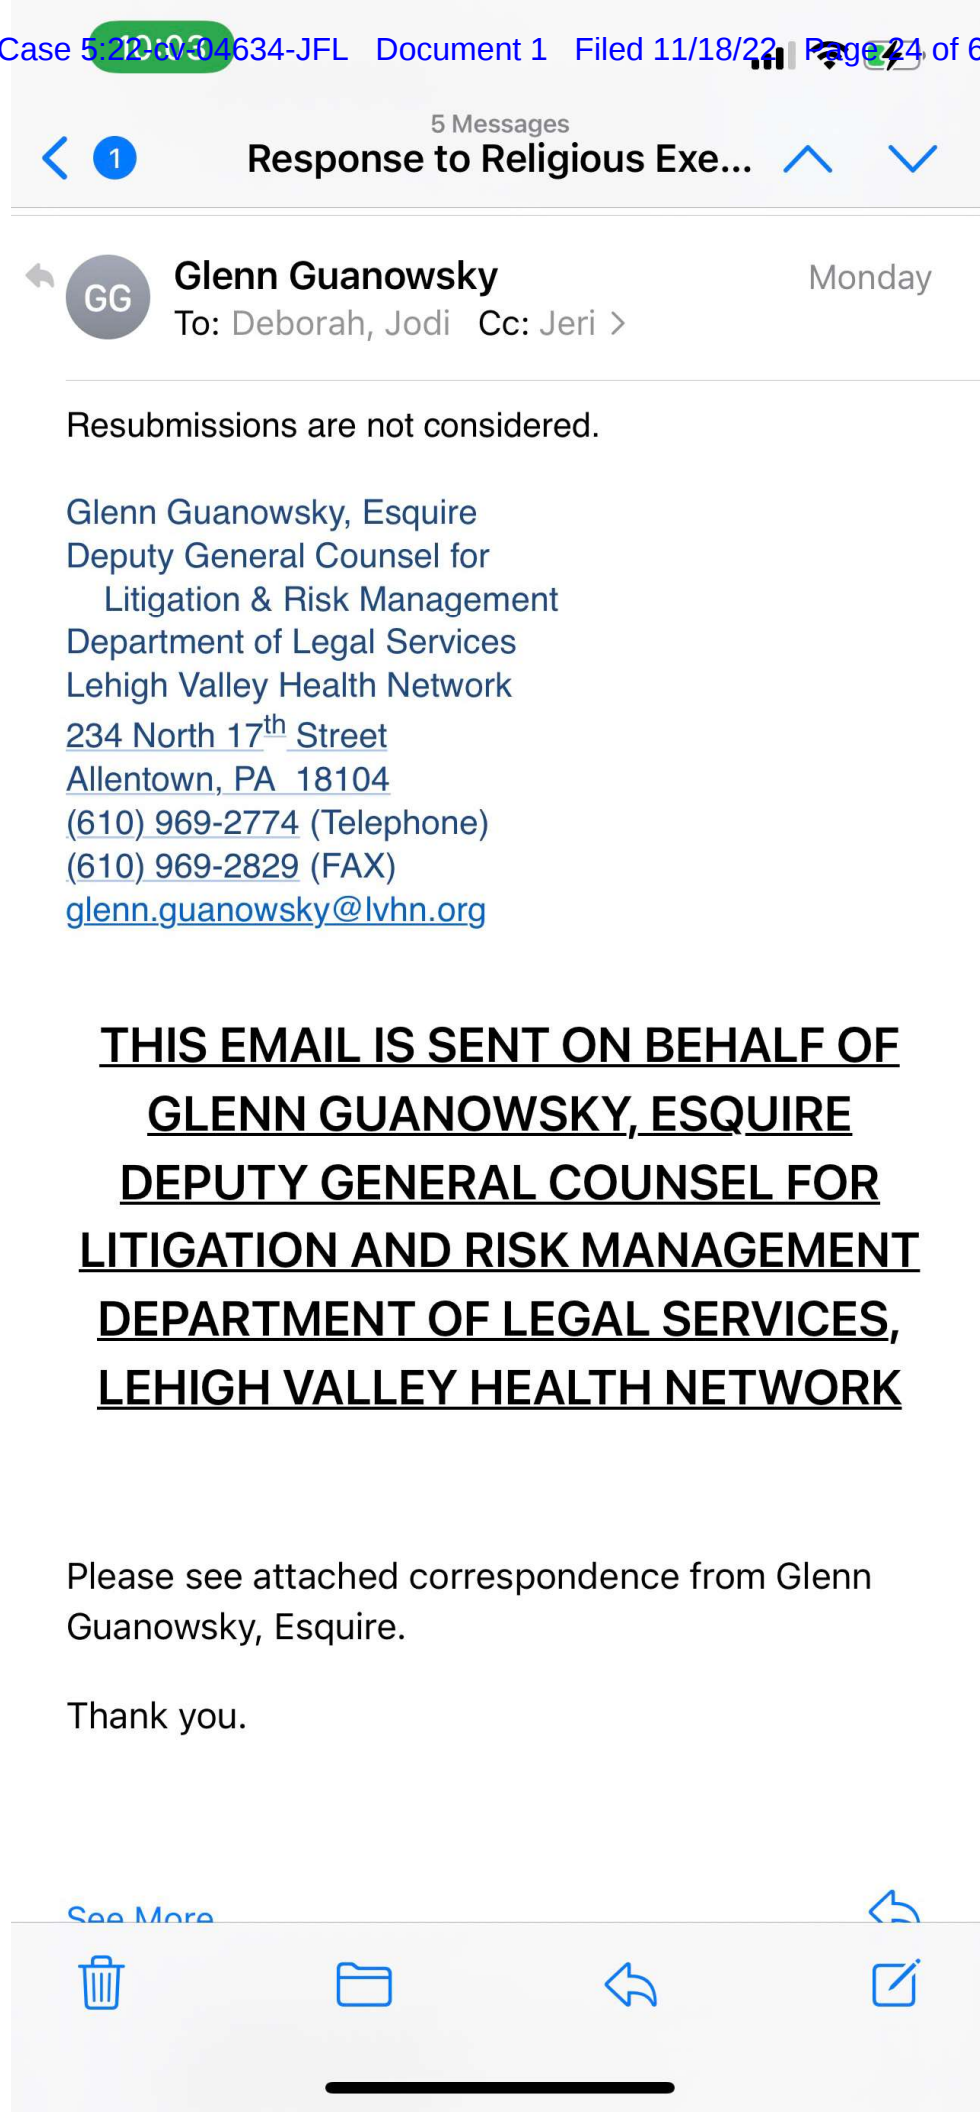 Case 5:22-cv-04634-JFL Document 1 Filed 11/18/22 Page 24 of 6
10:03
5 Messages
1
Response to Religious Exe...
GG
Glenn Guanowsky
Monday
To: Deborah, Jodi Cc: Jeri >
Resubmissions are not considered.
Glenn Guanowsky, Esquire
Deputy General Counsel for
Litigation & Risk Management
Department of Legal Services
Lehigh Valley Health Network
234 North 17th Street
Allentown, PA 18104
(610) 969-2774 (Telephone)
(610) 969-2829 (FAX)
glenn.guanowsky@lvhn.org
THIS EMAIL IS SENT ON BEHALF OF
GLENN GUANOWSKY, ESQUIRE
DEPUTY GENERAL COUNSEL FOR
LITIGATION AND RISK MANAGEMENT
DEPARTMENT OF LEGAL SERVICES,
LEHIGH VALLEY HEALTH NETWORK
Please see attached correspondence from Glenn
Guanowsky, Esquire.
Thank you.
See More